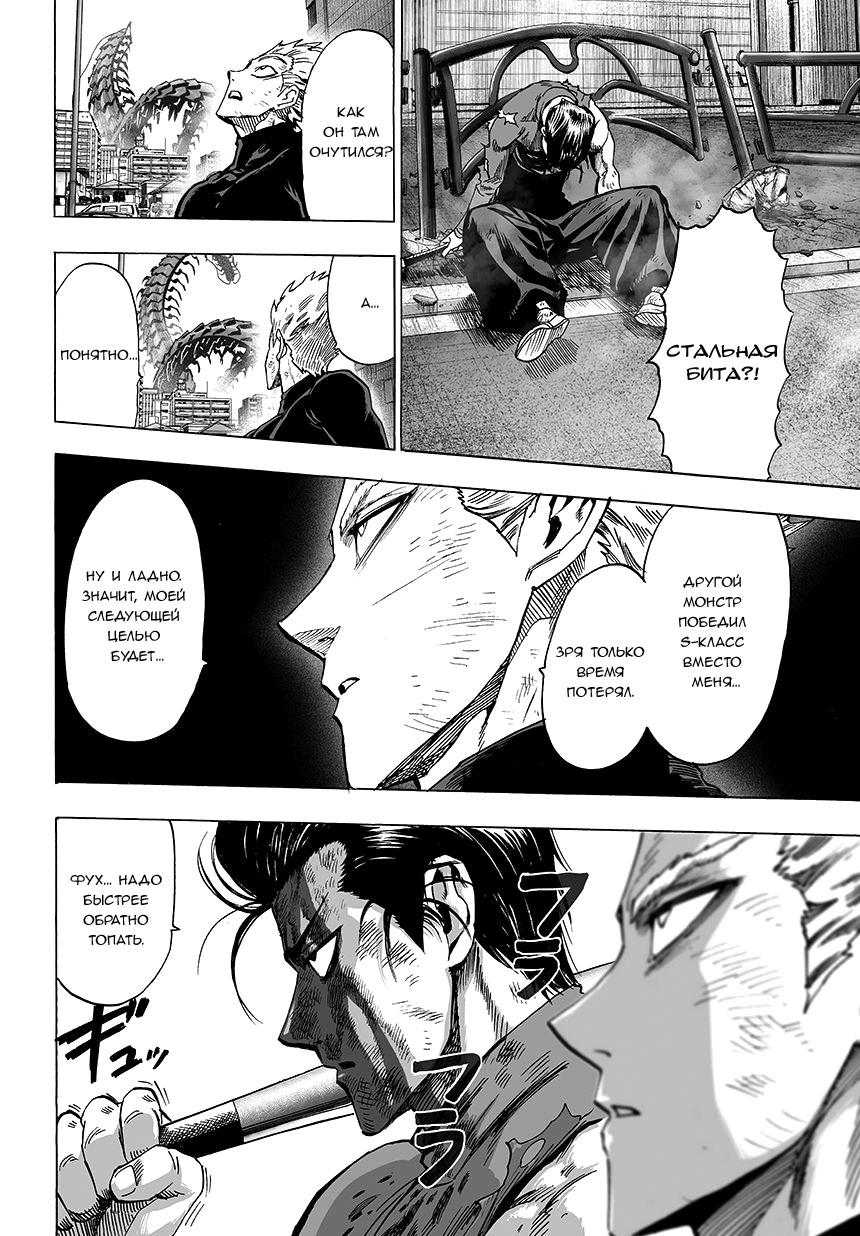 СТАЛЬНАЯ
БИТА?!
КАК
ОН ТАМ
ОЧУТИЛСЯ?
А...
ПОНЯТНО...
ДРУГОЙ
МОНСТР
ПОБЕДИЛ
S-КЛАСС
ВМЕСТО
МЕНЯ...
ЗРЯ ТОЛЬКО
ВРЕМЯ
ПОТЕРЯЛ.
НУ И ЛАДНО.
ЗНАЧИТ, МОЕЙ
СЛЕДУЮЩЕЙ
ЦЕЛЬЮ
БУДЕТ...
フラ
フラ
ФУХ... НАДО
БЫСТРЕЕ
ОБРАТНО
ТОПАТЬ.
ギュッ